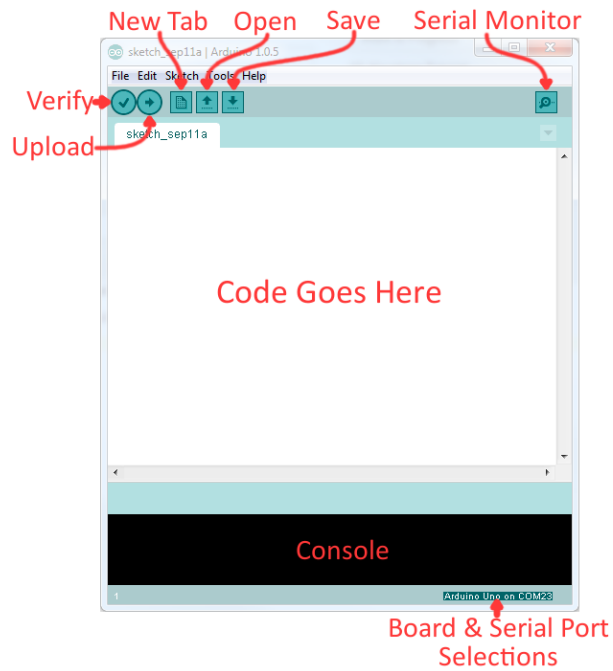 New Tab Open Save Serial Monitor
sketch_sep11a | Arduino 1.0.5
File Edit Sketch Tools Help
Verify
Upload
sketch_sep11a
Code Goes Here
Console
1 Arduino Uno on COM23
Board & Serial Port
Selections